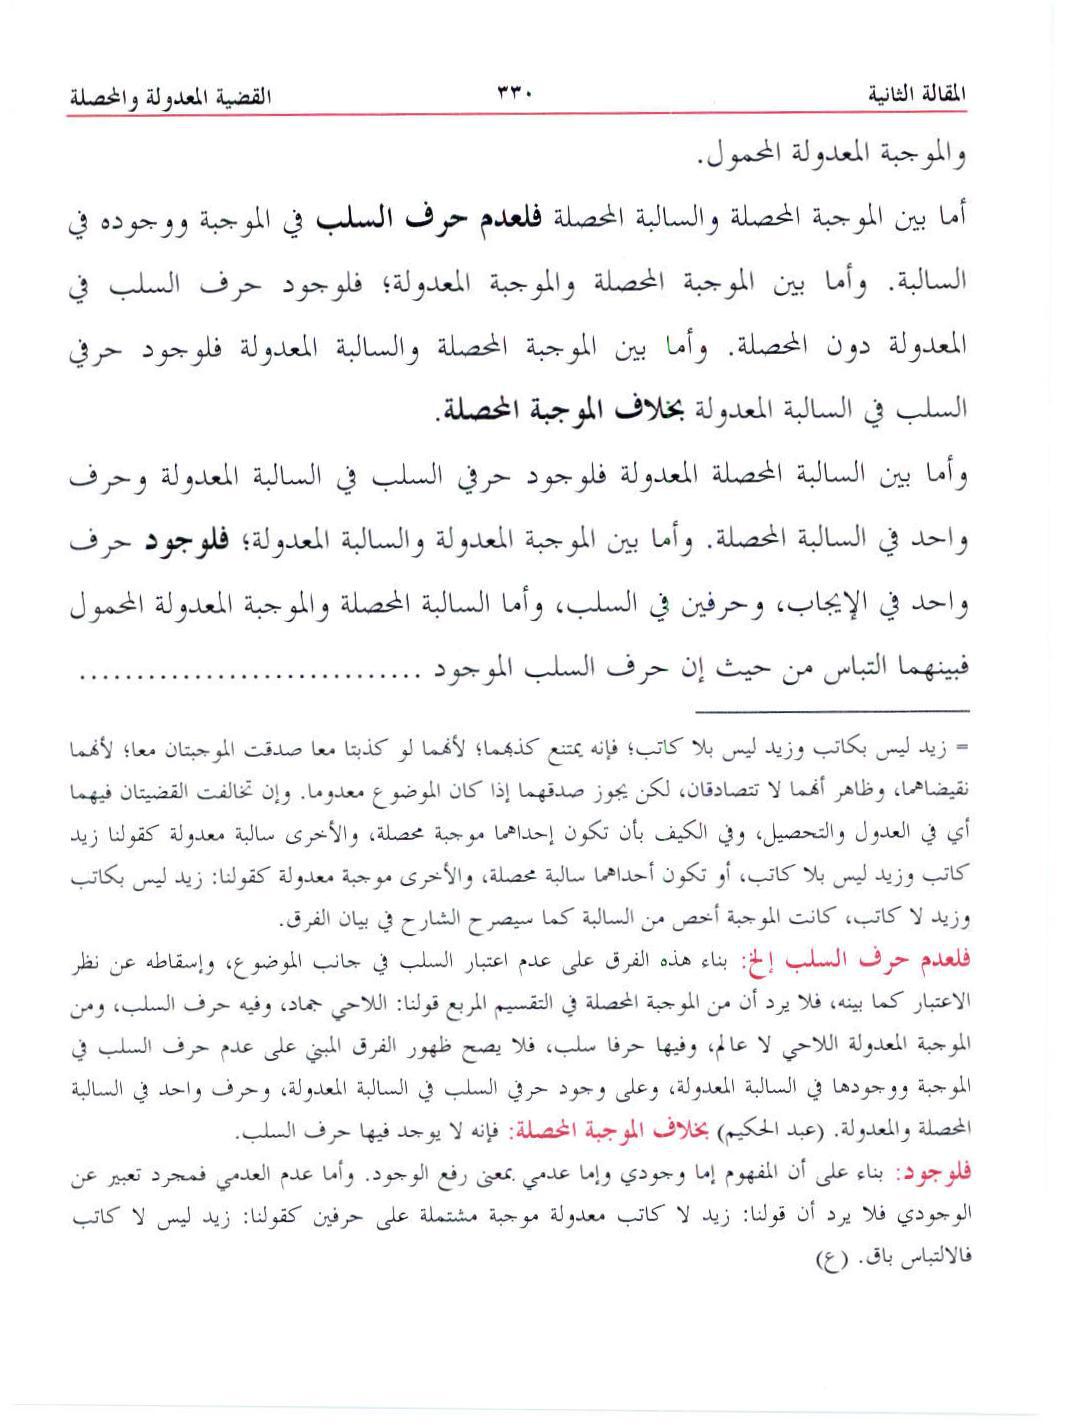 المقالة الثانية ٣٣٠ القضية المعدولة والمحصلة
والموجبة المعدولة المحمول.
أما بين الموجبة المحصلة والسالبة المحصلة فلعدم حرف السلب في الموجبة ووجوده في
السالبة. وأما بين الموجبة المحصلة والموجبة المعدولة؛ فلوجود حرف السلب في
المعدولة دون المحصلة. وأما بين الموجبة المحصلة والسالبة المعدولة فلوجود حرفي
السلب في السالبة المعدولة بخلاف الموجبة المحصلة.
وأما بين السالبة المحصلة المعدولة فلوجود حرفي السلب في السالبة المعدولة وحرف
واحد في السالبة المحصلة. وأما بين الموجبة المعدولة والسالبة المعدولة؛ فلوجود حرف
واحد في الإيجاب، وحرفين في السلب، وأما السالبة المحصلة والموجبة المعدولة المحمول
فبينهما التباس من حيث إن حرف السلب الموجود ..............................
= زيد ليس بكاتب وزيد ليس بلا كاتب؛ فإنه يمتنع كذبهما؛ لأنهما لو كذبتا معا صدقت الموجبتان معا؛ لأنهما
نقيضاهما، وظاهر أنهما لا تتصادقان، لكن يجوز صدقهما إذا كان الموضوع معدوما. وإن تخالفت القضيتان فيهما
أي في العدول والتحصيل، وفي الكيف بأن تكون إحداهما موجبة محصلة، والأخرى سالبة معدولة كقولنا زيد
كاتب وزيد ليس بلا كاتب، أو تكون أحداهما سالبة محصلة، والأخرى موجبة معدولة كقولنا: زيد ليس بكاتب
وزيد لا كاتب، كانت الموجبة أخص من السالبة كما سيصرح الشارح في بيان الفرق.
فلعدم حرف السلب إلخ: بناء هذه الفرق على عدم اعتبار السلب في جانب الموضوع، وإسقاطه عن نظر
الاعتبار كما بينه، فلا يرد أن من الموجبة المحصلة في التقسيم المربع قولنا: اللاحي جماد، وفيه حرف السلب، ومن
الموجبة المعدولة اللاحي لا عالم، وفيها حرفا سلب، فلا يصح ظهور الفرق المبني على عدم حرف السلب في
الموجبة ووجودها في السالبة المعدولة، وعلى وجود حرفي السلب في السالبة المعدولة، وحرف واحد في السالبة
المحصلة والمعدولة. (عبد الحكيم) بخلاف الموجبة المحصلة: فإنه لا يوجد فيها حرف السلب.
فلوجود: بناء على أن المفهوم إما وجودي وإما عدمي بمعنى رفع الوجود. وأما عدم العدمي فمجرد تعبير عن
الوجودي فلا يرد أن قولنا: زيد لا كاتب معدولة موجبة مشتملة على حرفين كقولنا: زيد ليس لا كاتب
فالالتباس باق. (ع)